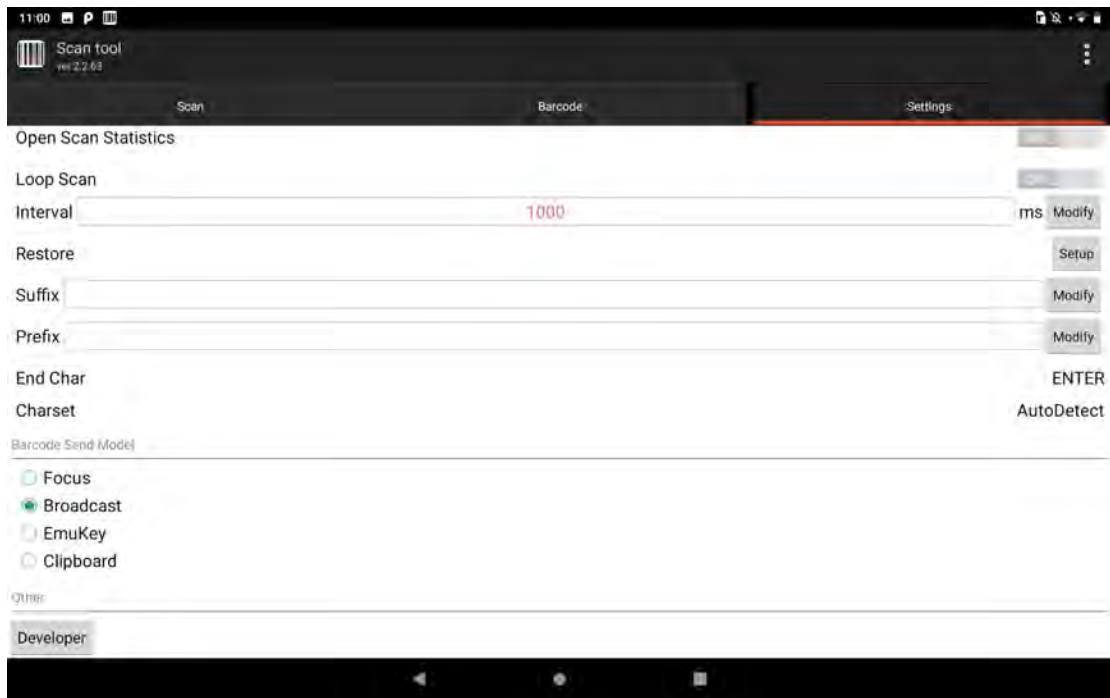 11:00
Scan tool
ver 2.2.63
Scan Barcode Settings
Open Scan Statistics
Loop Scan
Interval 1000 ms Modify
Restore Setup
Suffix Modify
Prefix Modify
End Char ENTER
Charset AutoDetect
Barcode Send Model
Focus
Broadcast
EmuKey
Clipboard
Other
Developer